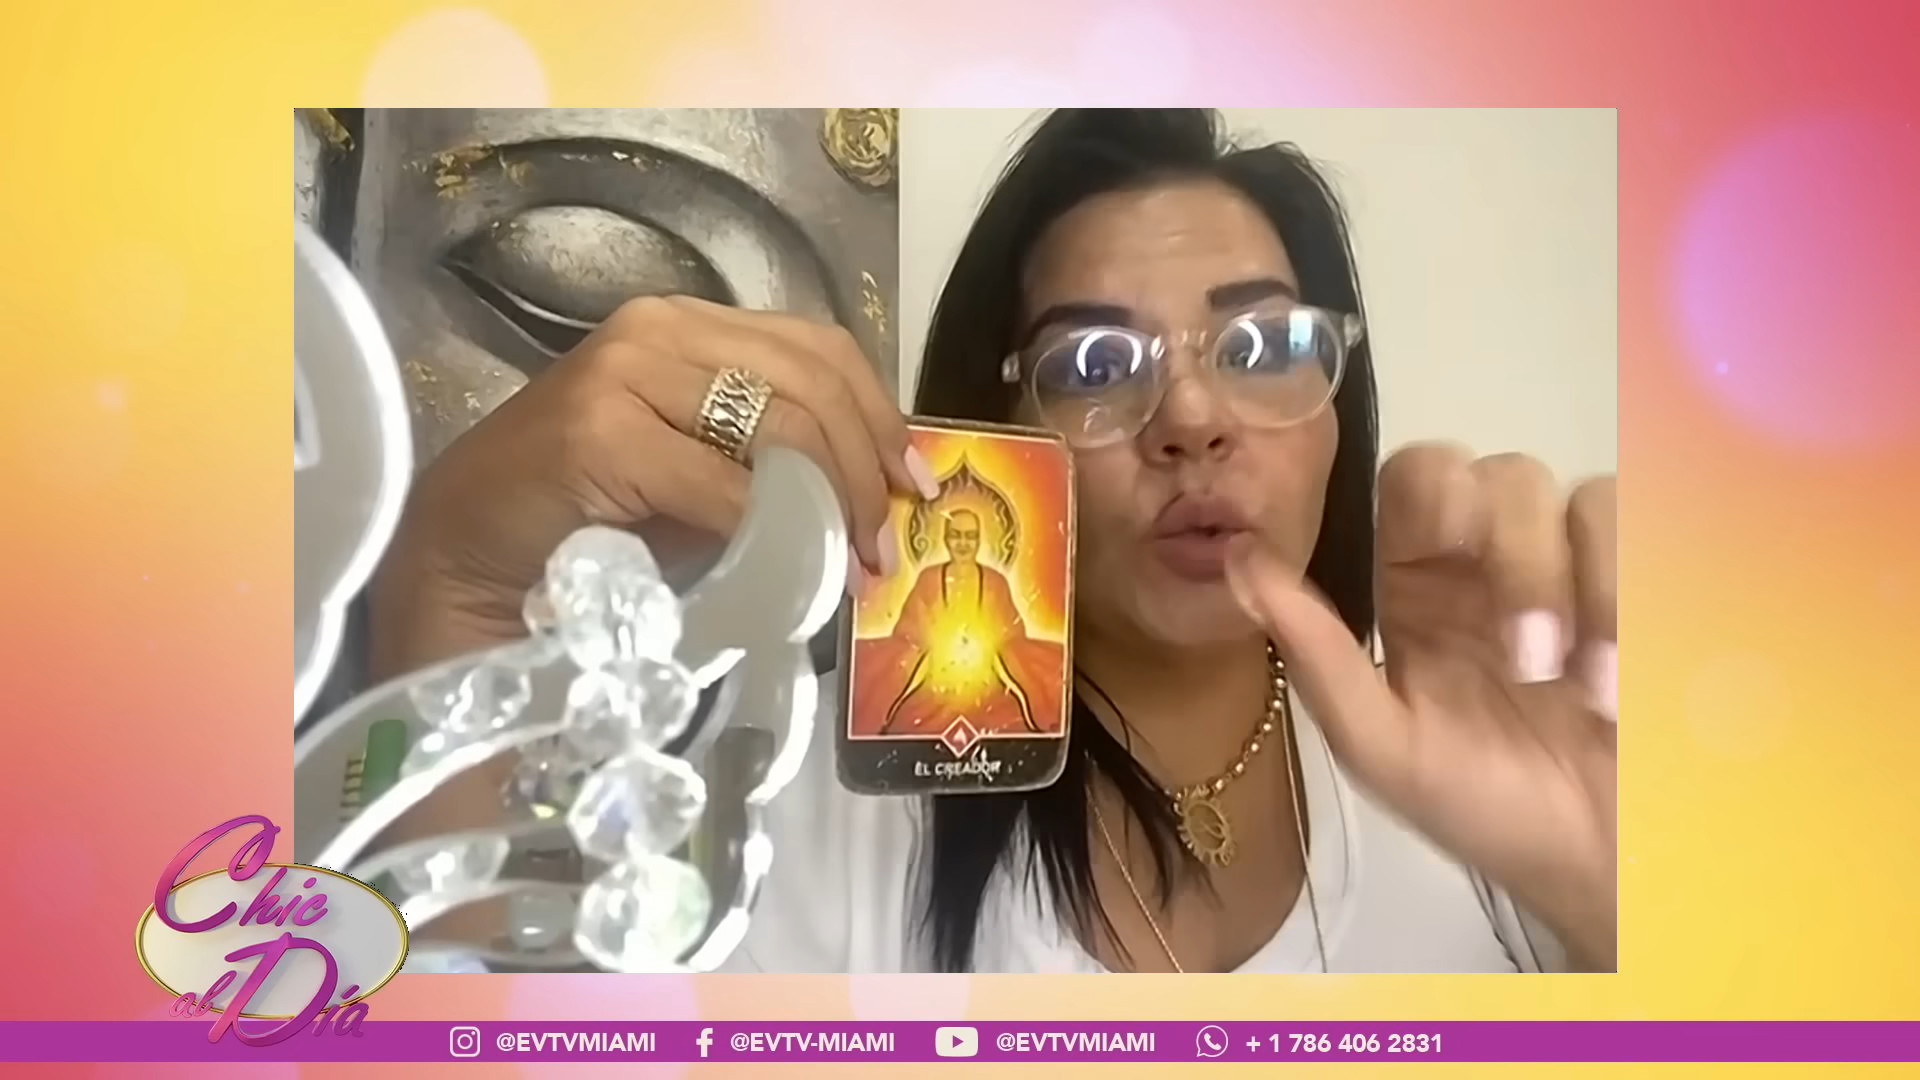 EL CREADOR
Chic
al Día
@EVTVMIAMI
@EVTV-MIAMI
@EVTVMIAMI
+ 1 786 406 2831